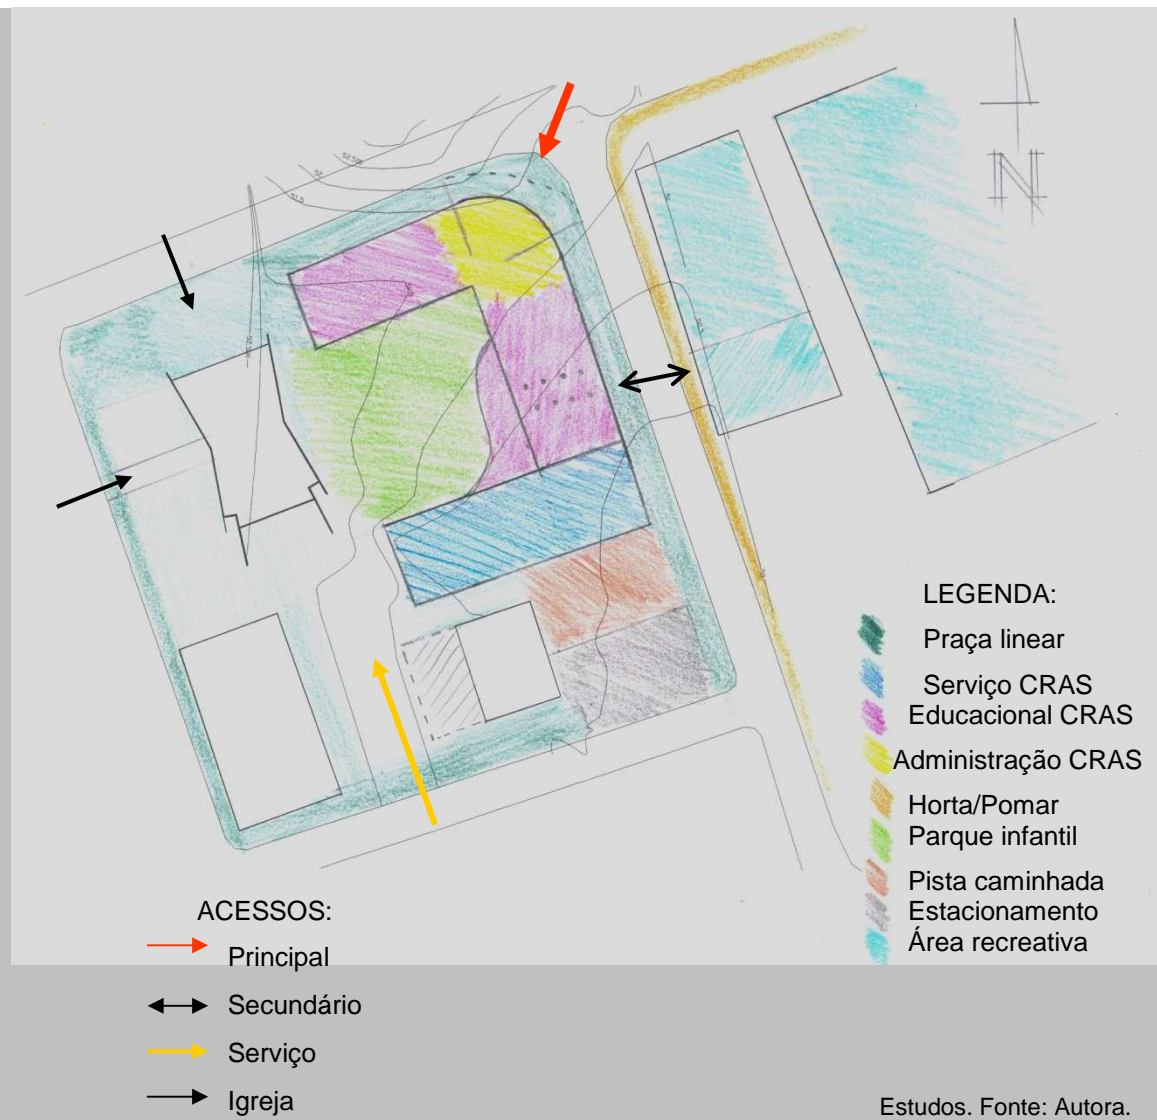 N
LEGENDA:
Praça linear
Serviço CRAS
Educacional CRAS
Administração CRAS
Horta/Pomar
Parque infantil
Pista caminhada
Estacionamento
Área recreativa
ACESSOS:
Principal
Secundário
Serviço
Igreja
Estudos. Fonte: Autora.